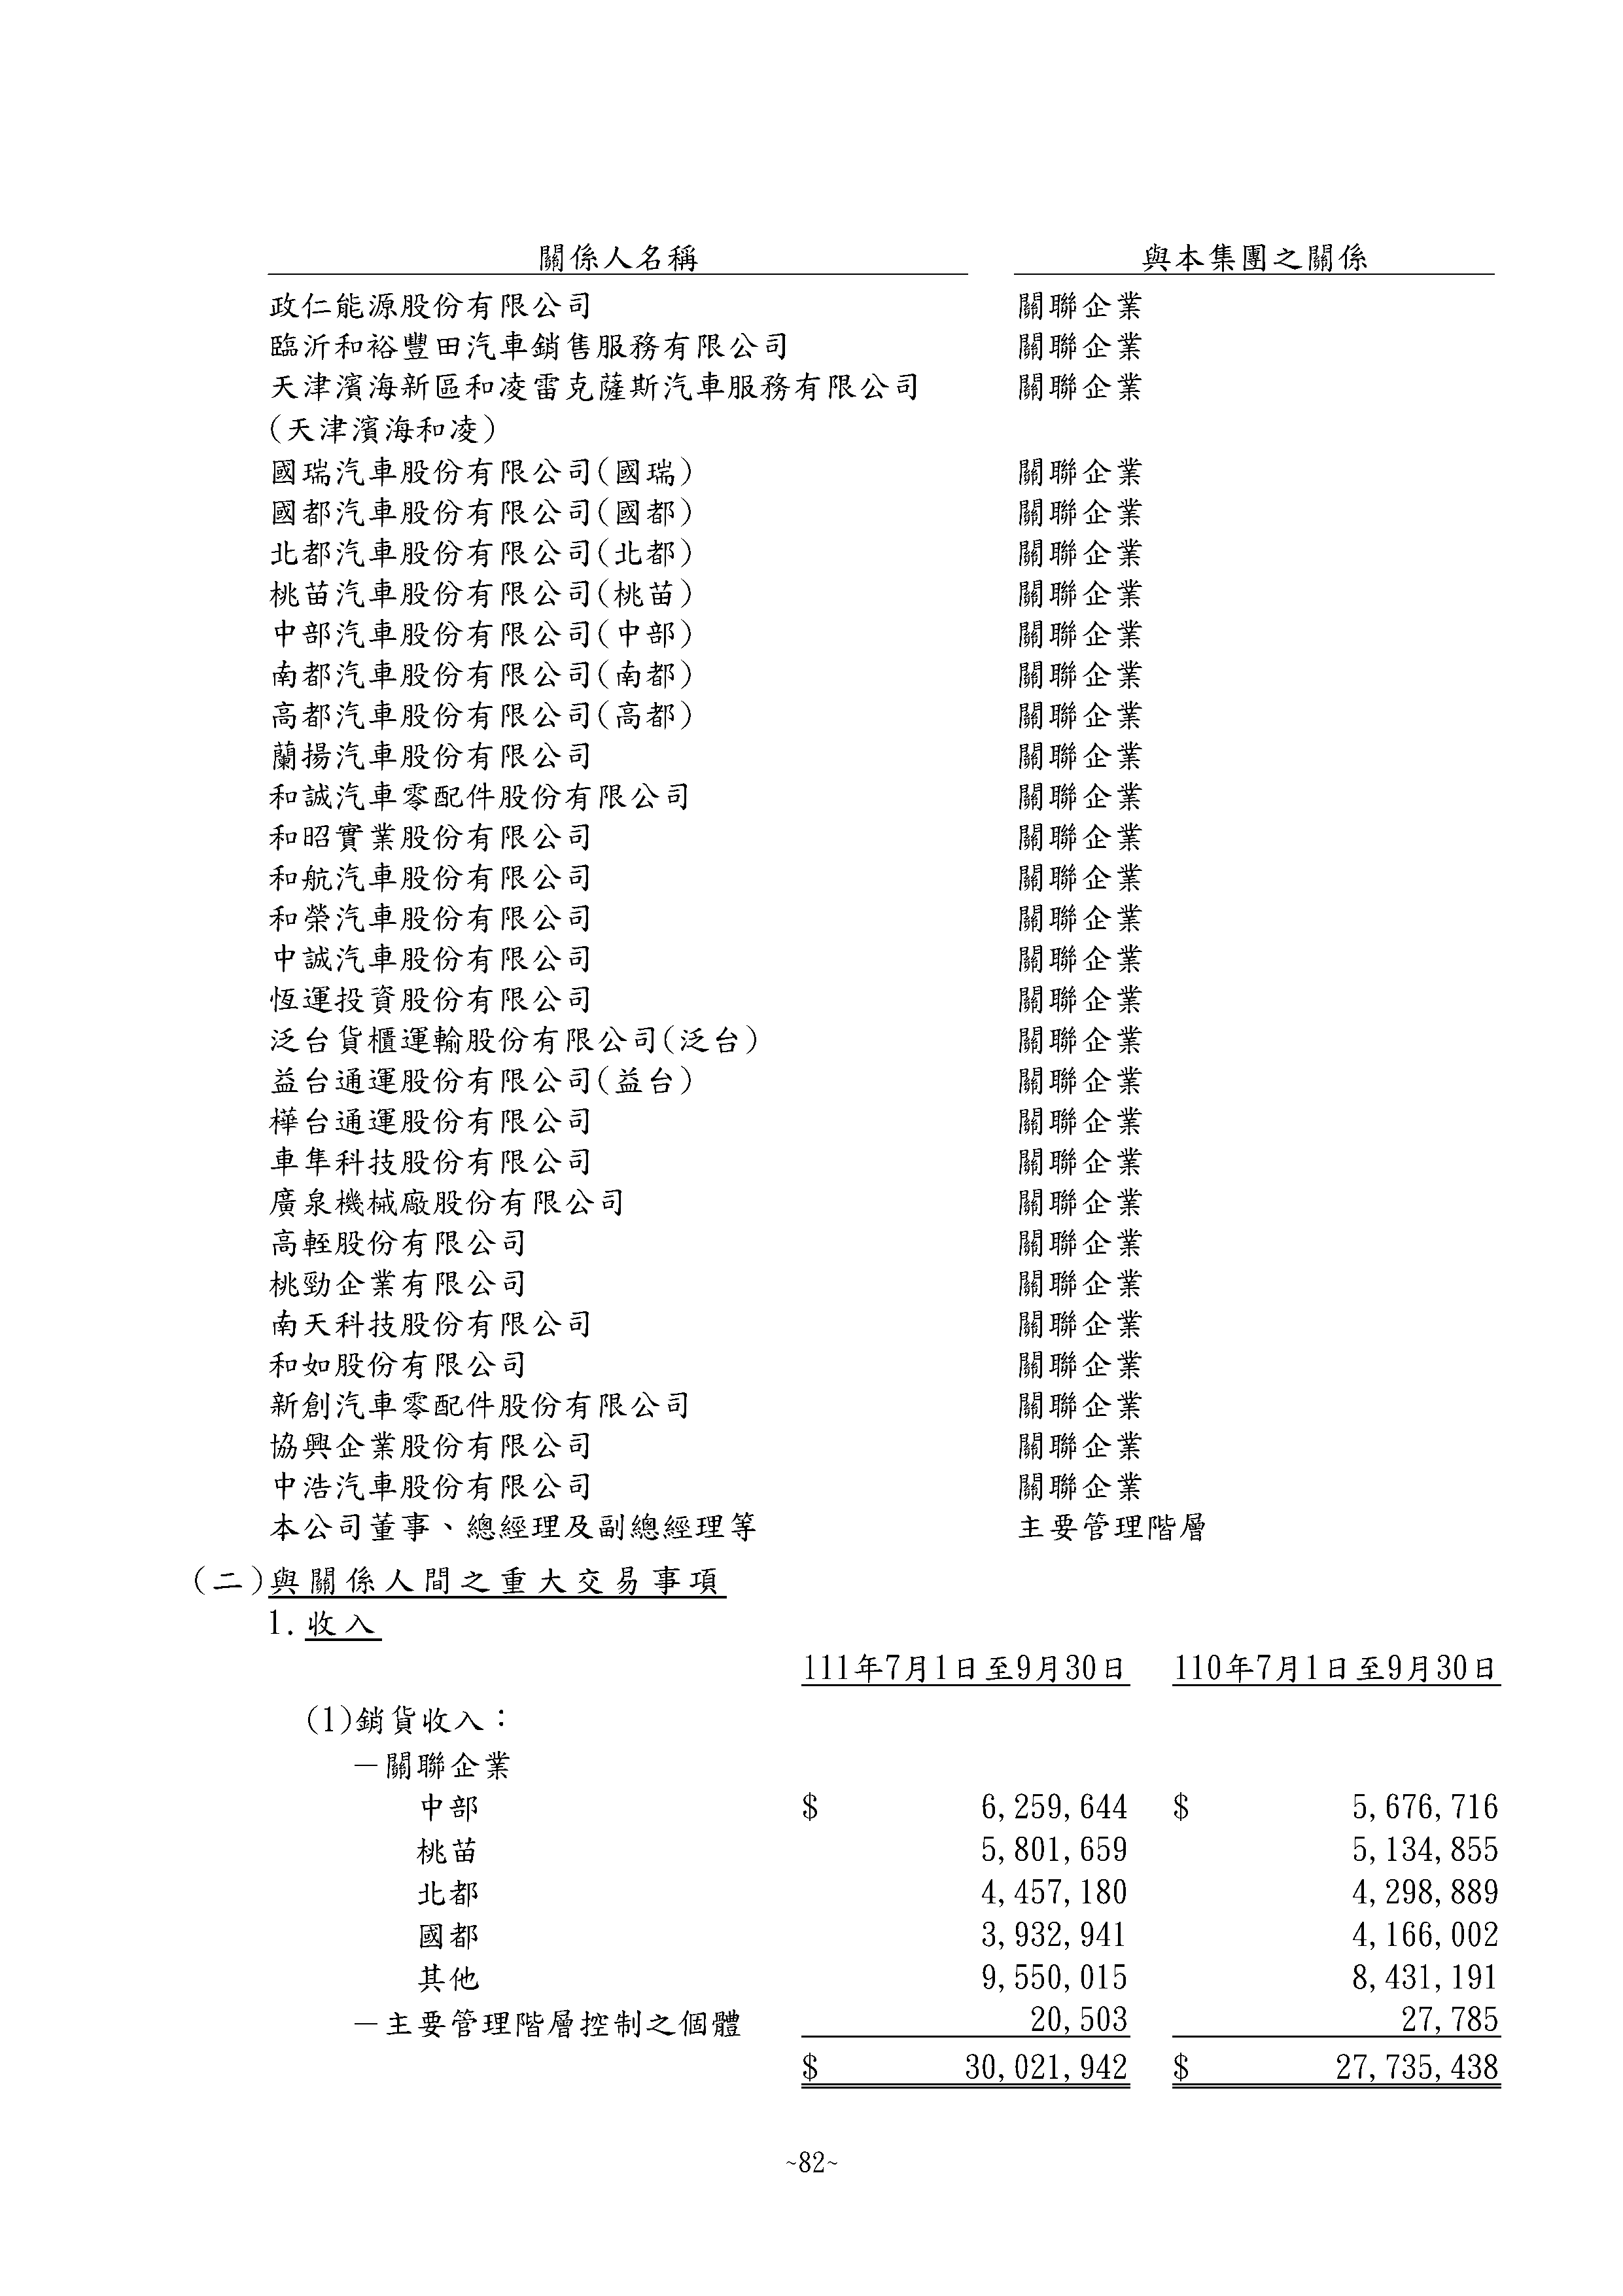 關係人名稱 與本集團之關係
政仁能源股份有限公司 關聯企業
臨沂和裕豐田汽車銷售服務有限公司 關聯企業
天津濱海新區和凌雷克薩斯汽車服務有限公司 關聯企業
(天津濱海和凌)
國瑞汽車股份有限公司(國瑞) 關聯企業
國都汽車股份有限公司(國都) 關聯企業
北都汽車股份有限公司(北都) 關聯企業
桃苗汽車股份有限公司(桃苗) 關聯企業
中部汽車股份有限公司(中部) 關聯企業
南都汽車股份有限公司(南都) 關聯企業
高都汽車股份有限公司(高都) 關聯企業
蘭揚汽車股份有限公司 關聯企業
和誠汽車零配件股份有限公司 關聯企業
和昭實業股份有限公司 關聯企業
和航汽車股份有限公司 關聯企業
和榮汽車股份有限公司 關聯企業
中誠汽車股份有限公司 關聯企業
恆運投資股份有限公司 關聯企業
泛台貨櫃運輸股份有限公司(泛台) 關聯企業
益台通運股份有限公司(益台) 關聯企業
樺台通運股份有限公司 關聯企業
車隼科技股份有限公司 關聯企業
廣泉機械廠股份有限公司 關聯企業
高輊股份有限公司 關聯企業
桃勁企業有限公司 關聯企業
南天科技股份有限公司 關聯企業
和如股份有限公司 關聯企業
新創汽車零配件股份有限公司 關聯企業
協興企業股份有限公司 關聯企業
中浩汽車股份有限公司 關聯企業
本公司董事、總經理及副總經理等 主要管理階層
(二)與關係人間之重大交易事項
1.收入
111年7月1日至9月30日 110年7月1日至9月30日
(1)銷貨收入：
－關聯企業
中部 $ 6,259,644 $ 5,676,716
桃苗 5,801,659 5,134,855
北都 4,457,180 4,298,889
國都 3,932,941 4,166,002
其他 9,550,015 8,431,191
－主要管理階層控制之個體 20,503 27,785
$ 30,021,942 $ 27,735,438
~82~